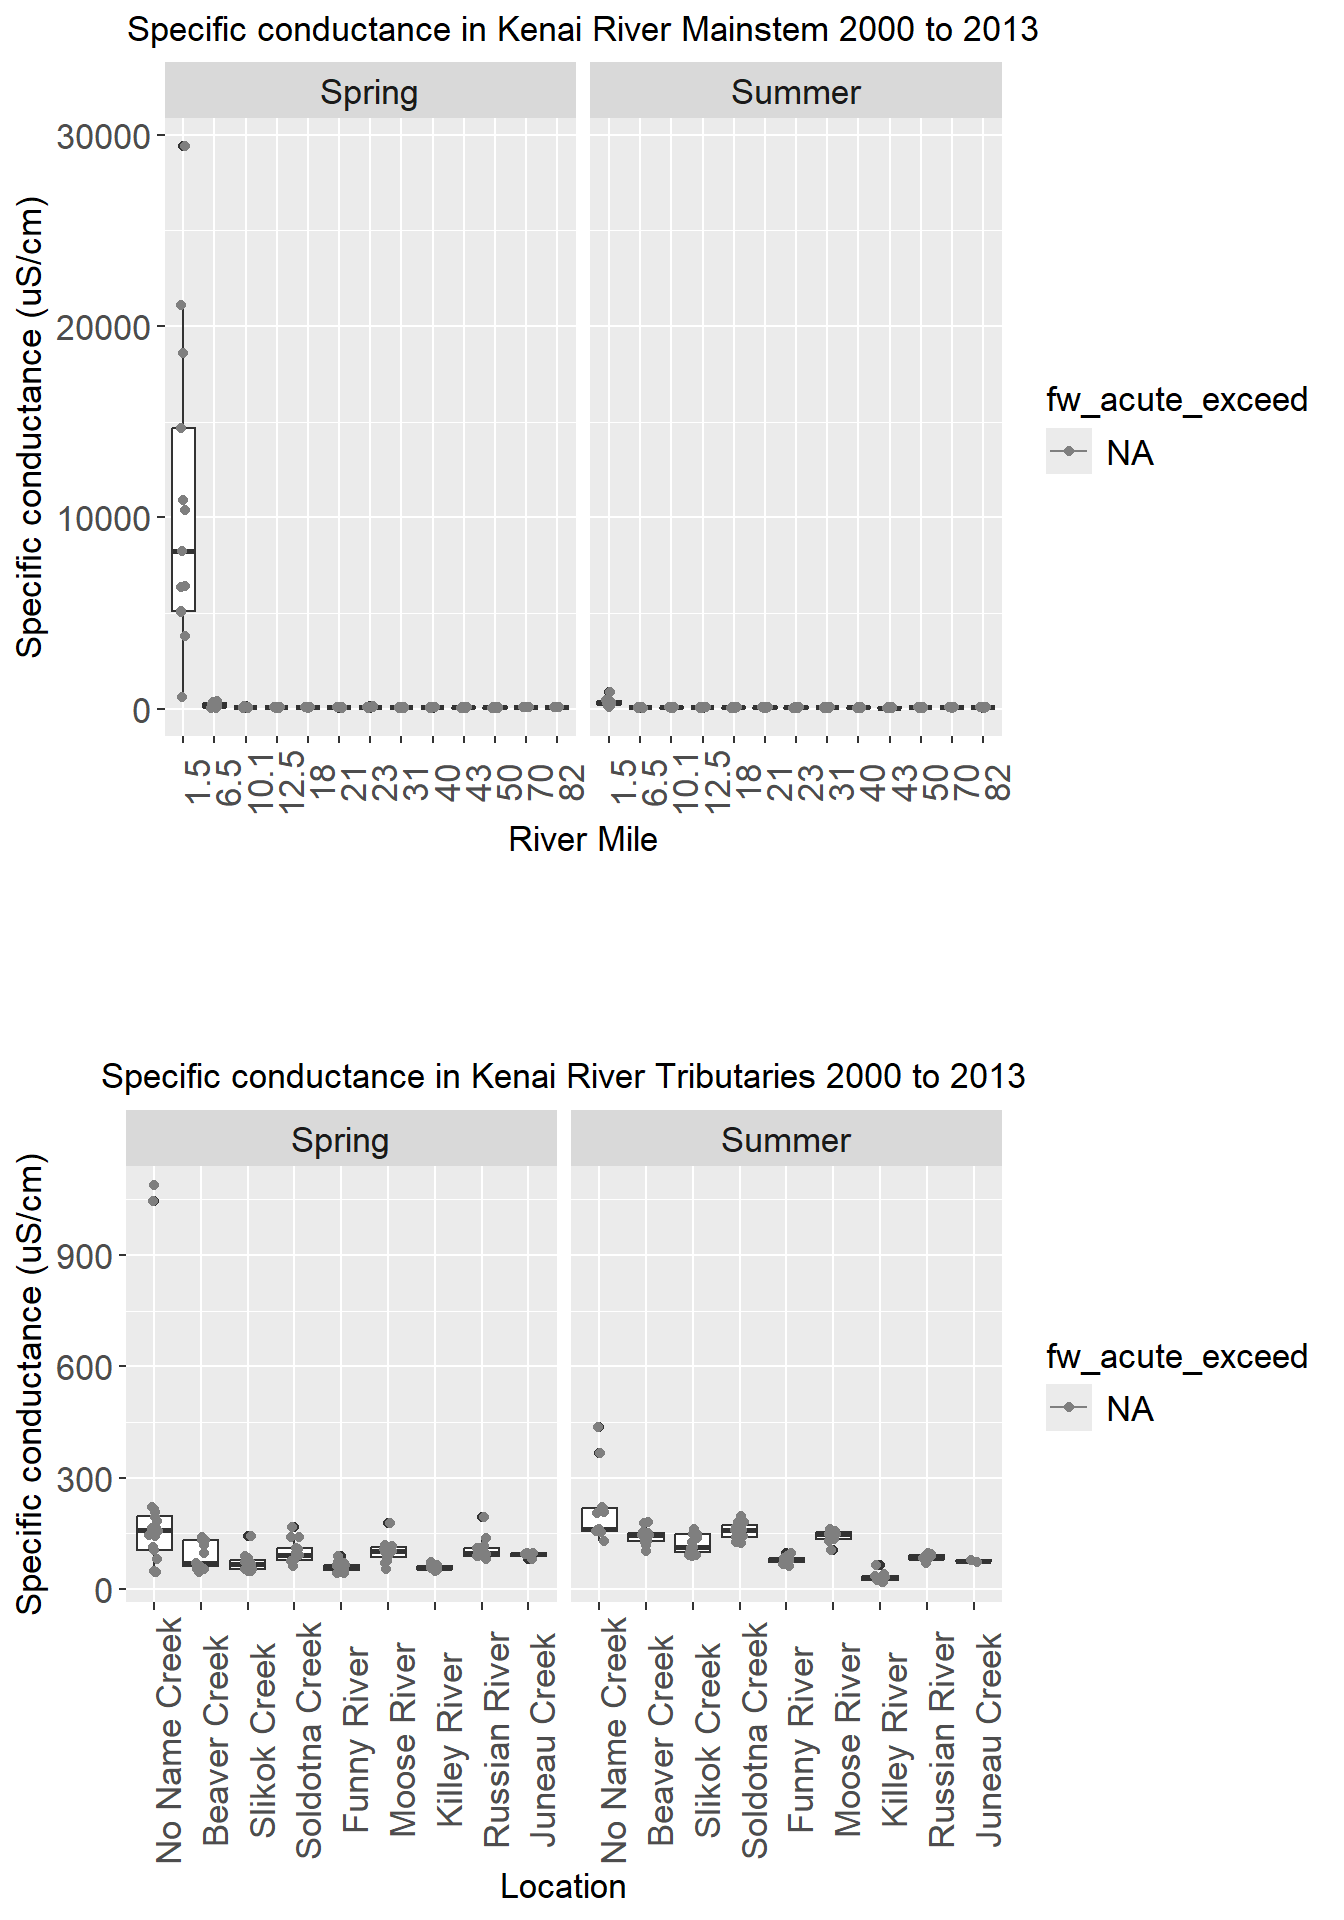 Specific conductance in Kenai River Mainstem 2000 to 2013
Spring
Summer
Specific conductance (uS/cm)
30000
20000
10000
0
1.5
6.5
10.1
12.5
18
21
23
31
40
43
50
70
82
1.5
6.5
10.1
12.5
18
21
23
31
40
43
50
70
82
River Mile
fw_acute_exceed
NA
Specific conductance in Kenai River Tributaries 2000 to 2013
Spring
Summer
Specific conductance (uS/cm)
900
600
300
0
No Name Creek
Beaver Creek
Slikok Creek
Soldotna Creek
Funny River
Moose River
Killey River
Russian River
Juneau Creek
No Name Creek
Beaver Creek
Slikok Creek
Soldotna Creek
Funny River
Moose River
Killey River
Russian River
Juneau Creek
Location
fw_acute_exceed
NA